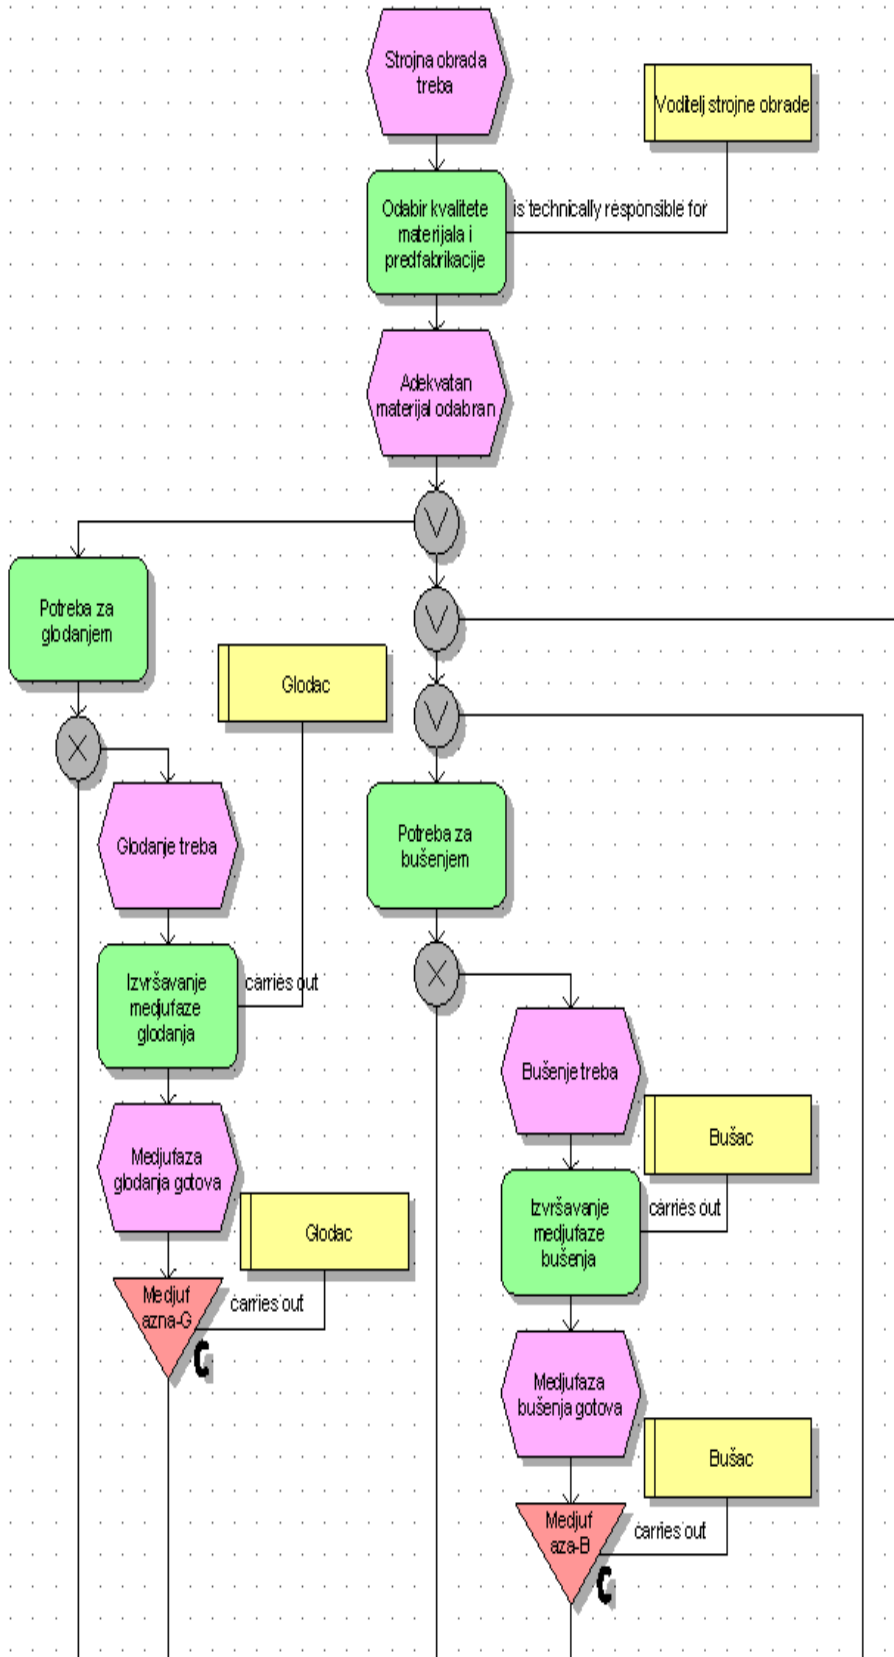 Strojna obrada
treba
Voditelj strojne obrade
Odabir kvalitete
materijala i
predfabrikacije
is technically responsible for
Adekvatan
materijal odabran
Potreba za
glodanjem
Glodac
Potreba za
bušenjem
Glodanje treba
Izvršavanje
medjufaze
glodanja
carries out
Bušenje treba
Bušac
Medjufaza
glodanja gotova
Izvršavanje
medjufaze
bušenja
carries out
Glodac
Medjuf
azna-G
carries out
C
Medjufaza
bušenja gotova
Bušac
Medjuf
aza-B
carries out
C